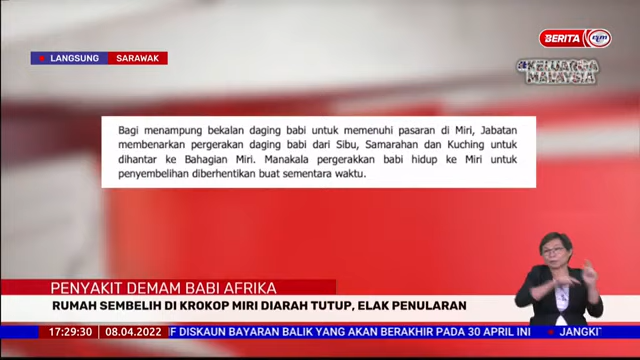 BERITA rtm
LANGSUNG SARAWAK
#KELUARGA
MALAYSIA
Bagi menampung bekalan daging babi untuk memenuhi pasaran di Miri, Jabatan
membenarkan pergerakan daging babi dari Sibu, Samarahan dan Kuching untuk
dihantar ke Bahagian Miri. Manakala pergerakkan babi hidup ke Miri untuk
penyembelihan diberhentikan buat sementara waktu.
PENYAKIT DEMAM BABI AFRIKA
RUMAH SEMBELIH DI KROKOP MIRI DIARAH TUTUP, ELAK PENULARAN
17:29:30 08.04.2022 F DISKAUN BAYARAN BALIK YANG AKAN BERAKHIR PADA 30 APRIL INI JANGKIT